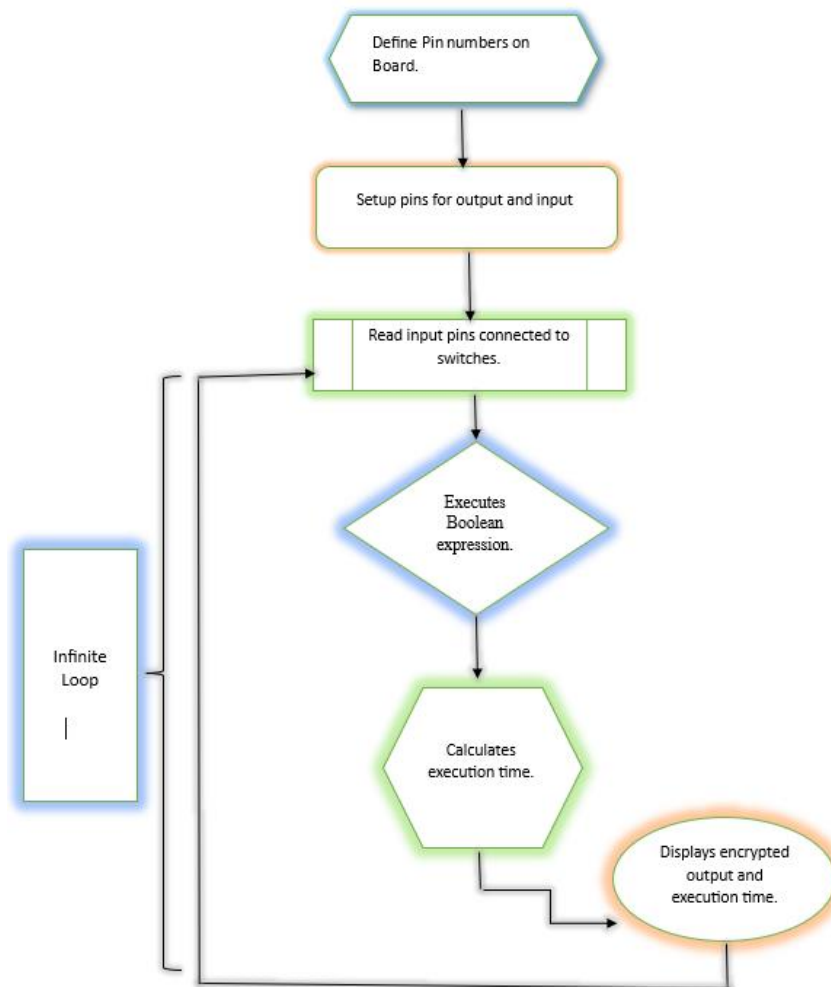 Define Pin numbers on
Board.
Setup pins for output and input
Read input pins connected to
switches.
Executes
Boolean
expression.
Infinite
Loop
Calculates
execution time.
Displays encrypted
output and
execution time.